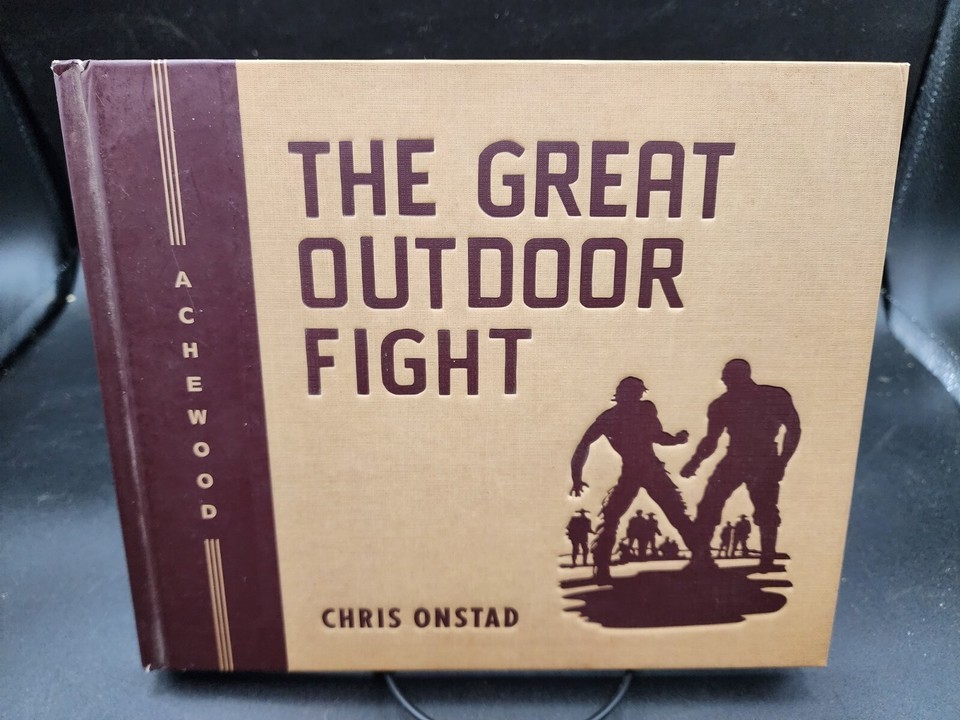 ACHEWOOD
THE GREAT
OUTDOOR
FIGHT
CHRIS ONSTAD